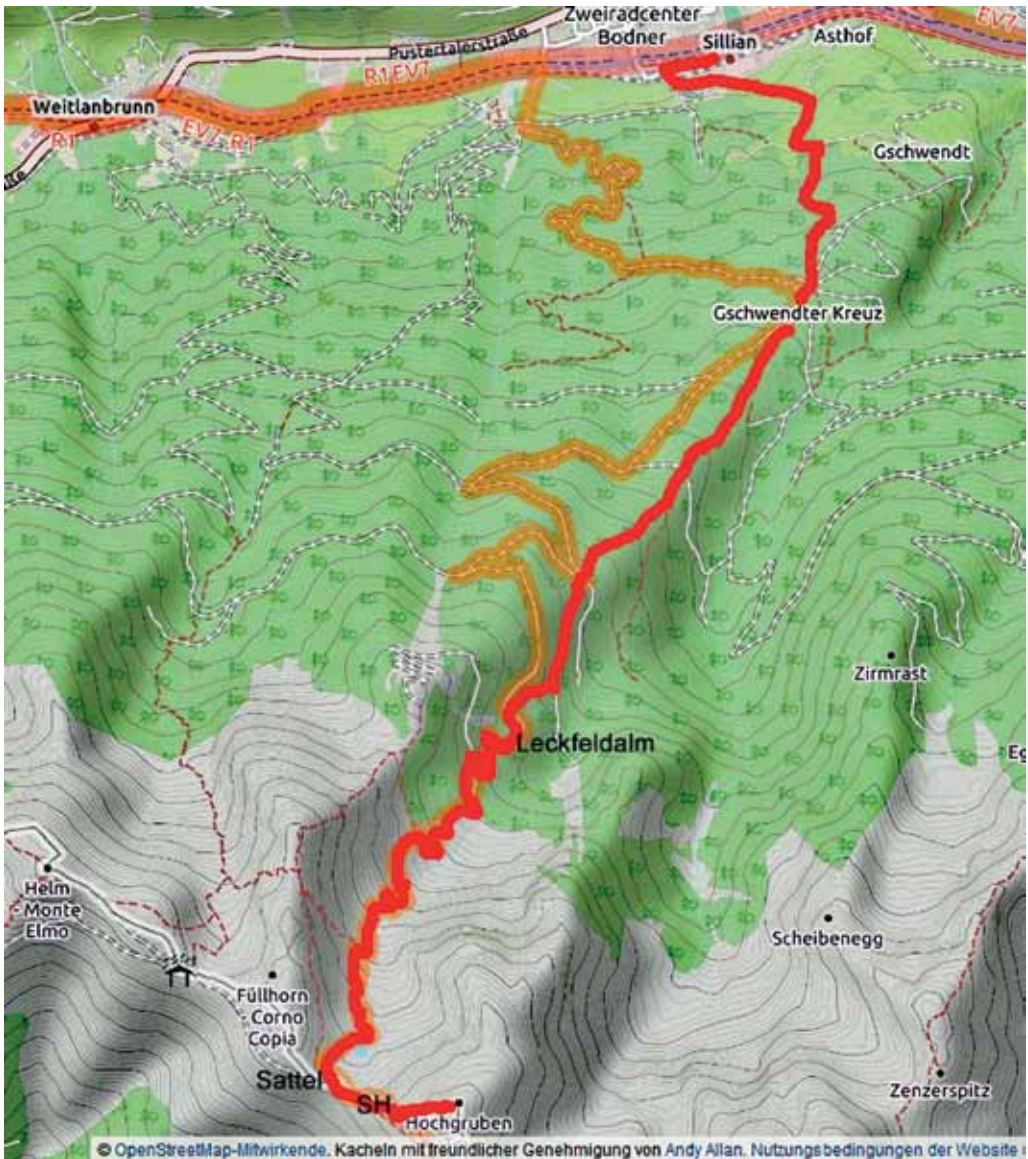 Zweiradcenter
Bodner
Sillian
Asthof
EV7
Pustertalerstraße
R1 EV7
Weitlanbrunn
R1
EV7-R1
ße
Gschwendt
Gschwendter Kreuz
Zirmrast
Leckfeldalm
Eg
Helm
- Monte
Elmo
Scheibenegg
Füllhorn
- Corno
Copia
Sattel
SH
Hochgruben
Zenzerspitz
© OpenStreetMap-Mitwirkende. Kacheln mit freundlicher Genehmigung von Andy Allan. Nutzungsbedingungen der Website